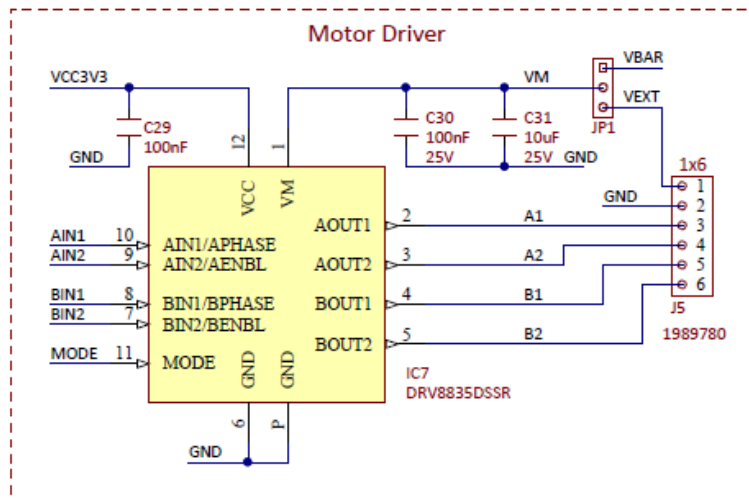 Motor Driver
VCC3V3
VM
VBAR
VEXT
JP1
C29
100nF
GND
C30
100nF
25V
C31
10uF
25V
GND
12
1
VCC
VM
1x6
GND
1
2
3
4
5
6
J5
1989780
AIN1
10
AIN1/APHASE
AIN2
9
AIN2/AENBL
BIN1
8
BIN1/BPHASE
BIN2
7
BIN2/BENBL
MODE
11
MODE
AOUT1
2
A1
AOUT2
3
A2
BOUT1
4
B1
BOUT2
5
B2
GND
GND
6
P
GND
IC7
DRV8835DSSR